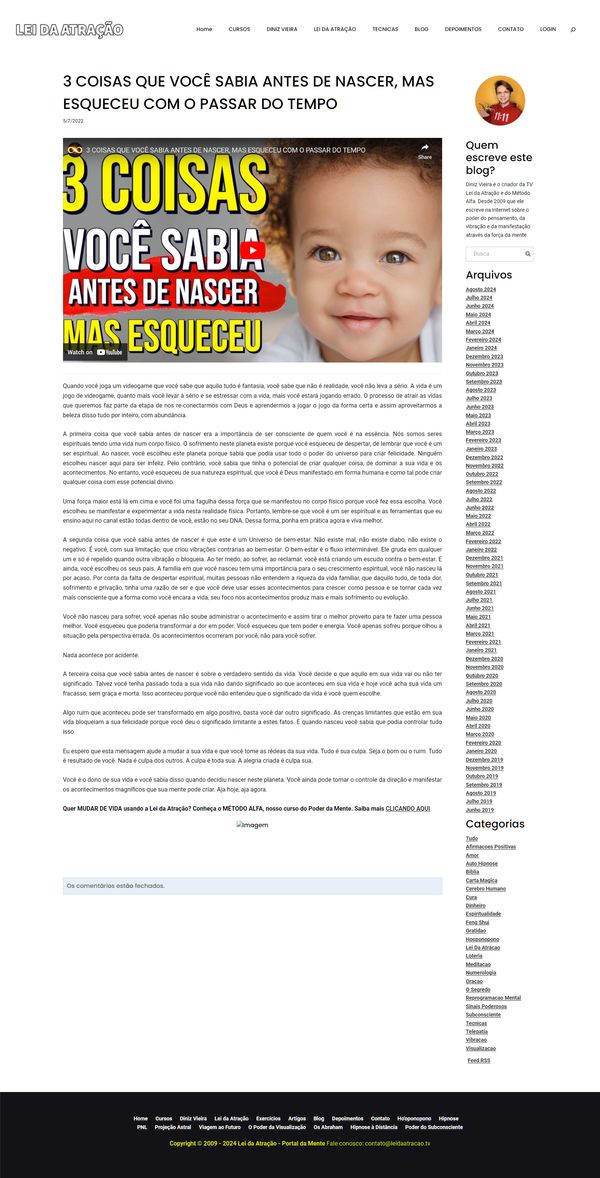 LEI DA ATRAÇÃO
Home CURSOS DINIZ VIEIRA LEI DA ATRAÇÃO TECNICAS BLOG DEPOIMENTOS CONTATO LOGIN
3 COISAS QUE VOCÊ SABIA ANTES DE NASCER, MAS
ESQUECEU COM O PASSAR DO TEMPO
5/7/2022
3 COISAS QUE VOCÊ SABIA ANTES DE NASCER, MAS ESQUECEU COM O PASSAR DO TEMPO
Share
3 COISAS
VOCÊ SABIA
ANTES DE NASCER
MAS ESQUECEU
Watch on YouTube
Quando você joga um videogame que você sabe que aquilo tudo é fantasia, você sabe que não é realidade, você não leva a sério. A vida é um
jogo de videogame, quanto mais você levar à sério e se estressar com a vida, mais você estará jogando errado. O processo de atrair as vidas
que queremos faz parte da etapa de nos re-conectarmos com Deus e aprendermos a jogar o jogo da forma certa e assim aproveitarmos a
beleza disso tudo por inteiro, com abundância.
A primeira coisa que você sabia antes de nascer era a importância de ser consciente de quem você é na essência. Nós somos seres
espirituais tendo uma vida num corpo físico. O sofrimento neste planeta existe porque você esqueceu de despertar, de lembrar que você é um
ser espiritual. Ao nascer, você escolheu este planeta porque sabia que podia usar todo o poder do universo para criar felicidade. Ninguém
escolheu nascer aqui para ser infeliz. Pelo contrário, você sabia que tinha o potencial de criar qualquer coisa, de dominar a sua vida e os
acontecimentos. No entanto, você esqueceu de sua natureza espiritual, que você é Deus manifestado em forma humana e como tal pode criar
qualquer coisa com esse potencial divino.
Uma força maior está lá em cima e você foi uma fagulha dessa força que se manifestou no corpo físico porque você fez essa escolha. Você
escolheu se manifestar e experimentar a vida nesta realidade física. Portanto, lembre-se que você é um ser espiritual e as ferramentas que eu
ensino aqui no canal estão todas dentro de você, estão no seu DNA. Dessa forma, ponha em prática agora e viva melhor.
A segunda coisa que você sabia antes de nascer é que este é um Universo de bem-estar. Não existe mal, não existe diabo, não existe o
negativo. É você, com sua limitação, que criou vibrações contrárias ao bem-estar. O bem-estar é o fluxo interminável. Ele gruda em qualquer
um e só é repelido quando outra vibração o bloqueia. Ao ter medo, ao sofrer, ao reclamar, você está criando um escudo contra o bem-estar. E
ainda, você escolheu os seus pais. A família em que você nasceu tem uma importância para o seu crescimento espiritual, você não nasceu lá
por acaso. Por conta da falta de despertar espiritual, muitas pessoas não entendem a riqueza da vida familiar, que daquilo tudo, de toda dor,
sofrimento e privação, tinha uma razão de ser e que você deve usar esses acontecimentos para crescer como pessoa e se tornar cada vez
mais consciente que a forma como você encara a vida, seu foco nos acontecimentos produz mais e mais sofrimento ou evolução.
Você não nasceu para sofrer, você apenas não soube administrar o acontecimento e assim tirar o melhor proveito para te fazer uma pessoa
melhor. Você esqueceu que poderia transformar a dor em poder. Você esqueceu que tem poder e energia. Você apenas sofreu porque olhou a
situação pela perspectiva errada. Os acontecimentos ocorreram por você, não para você sofrer.
Nada acontece por acidente.
A terceira coisa que você sabia antes de nascer é sobre o verdadeiro sentido da vida. Você decide o que aquilo em sua vida vai ou não ter
significado. Talvez você tenha passado toda a sua vida não dando significado ao que aconteceu em sua vida e hoje você acha sua vida um
fracasso, sem graça e morta. Isso aconteceu porque você não entendeu que o significado da vida é você quem escolhe.
Algo ruim que aconteceu pode ser transformado em algo positivo, basta você dar outro significado. As crenças limitantes que estão em sua
vida bloqueiam a sua felicidade porque você deu o significado limitante a estes fatos. E quando nasceu você sabia que podia controlar tudo
isso.
Eu espero que esta mensagem ajude a mudar a sua vida e que você tome as rédeas da sua vida. Tudo é sua culpa. Seja o bom ou o ruim. Tudo
é resultado de você. Nada é culpa dos outros. A culpa é toda sua. A alegria criada é culpa sua.
Você é o dono de sua vida e você sabia disso quando decidiu nascer neste planeta. Você ainda pode tomar o controle da direção e manifestar
os acontecimentos magníficos que sua mente pode criar. Aja hoje, aja agora.
Quer MUDAR DE VIDA usando a Lei da Atração? Conheça o MÉTODO ALFA, nosso curso do Poder da Mente. Saiba mais CLICANDO AQUI
Imagem
Os comentários estão fechados.
11:11
Quem
escreve este
blog?
Diniz Vieira é o criador da TV
Lei da Atração e do Método
Alfa. Desde 2009 que ele
escreve na Internet sobre o
poder do pensamento, da
vibração e da manifestação
através da força da mente.
Busca
Arquivos
Agosto 2024
Julho 2024
Junho 2024
Maio 2024
Abril 2024
Março 2024
Fevereiro 2024
Janeiro 2024
Dezembro 2023
Novembro 2023
Outubro 2023
Setembro 2023
Agosto 2023
Julho 2023
Junho 2023
Maio 2023
Abril 2023
Março 2023
Fevereiro 2023
Janeiro 2023
Dezembro 2022
Novembro 2022
Outubro 2022
Setembro 2022
Agosto 2022
Julho 2022
Junho 2022
Maio 2022
Abril 2022
Março 2022
Fevereiro 2022
Janeiro 2022
Dezembro 2021
Novembro 2021
Outubro 2021
Setembro 2021
Agosto 2021
Julho 2021
Junho 2021
Maio 2021
Abril 2021
Março 2021
Fevereiro 2021
Janeiro 2021
Dezembro 2020
Novembro 2020
Outubro 2020
Setembro 2020
Agosto 2020
Julho 2020
Junho 2020
Maio 2020
Abril 2020
Março 2020
Fevereiro 2020
Janeiro 2020
Dezembro 2019
Novembro 2019
Outubro 2019
Setembro 2019
Agosto 2019
Julho 2019
Junho 2019
Categorias
Tudo
Afirmacoes Positivas
Amor
Auto Hipnose
Biblia
Carta Magica
Cerebro Humano
Cura
Dinheiro
Espiritualidade
Feng Shui
Gratidao
Hooponopono
Lei Da Atracao
Loteria
Meditacao
Numerologia
Oracao
O Segredo
Reprogramacao Mental
Sinais Poderosos
Subconsciente
Tecnicas
Telepatia
Vibracao
Visualizacao
Feed RSS
Home Cursos Diniz Vieira Lei da Atração Exercícios Artigos Blog Depoimentos Contato Ho'oponopono Hipnose
PNL Projeção Astral Viagem ao Futuro O Poder da Visualização Os Abraham Hipnose à Distância Poder do Subconsciente
Copyright © 2009 - 2024 Lei da Atração - Portal da Mente Fale conosco: contato@leidaatracao.tv